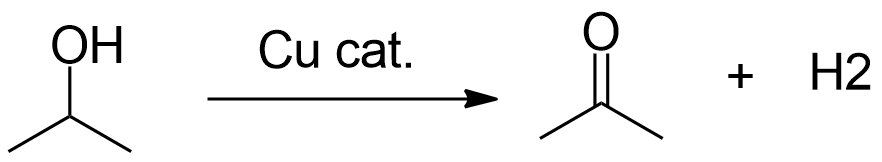 OH
Cu cat.
O
+ H2